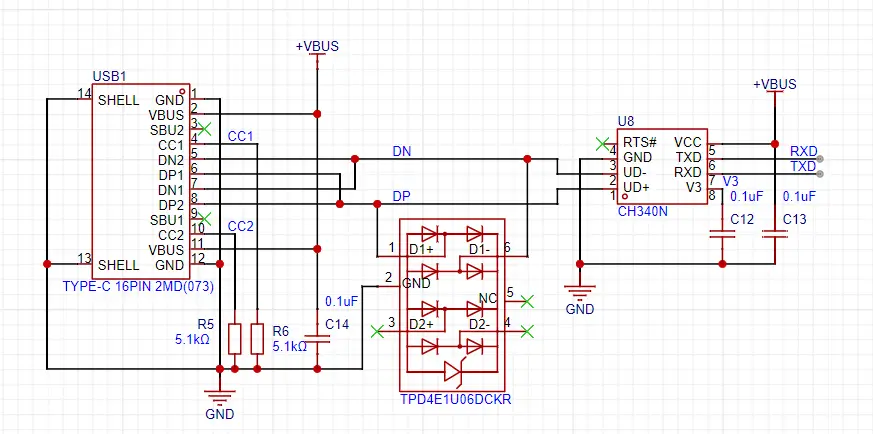 +VBUS
USB1
14
SHELL
GND
1
VBUS
2
SBU2
3
CC1
4
CC1
DN2
5
DN
DP1
6
DN1
7
DP2
8
DP
SBU1
9
CC2
10
CC2
VBUS
11
13
SHELL
GND
12
TYPE-C 16PIN 2MD(073)
R5
5.1kΩ
R6
5.1kΩ
0.1uF
C14
GND
1
D1+
D1-
6
2
GND
NC
5
3
D2+
D2-
4
TPD4E1U06DCKR
+VBUS
U8
RTS#
VCC
4
GND
TXD
5
RXD
3
UD-
RXD
6
TXD
2
UD+
V3
7
V3
1
8
CH340N
0.1uF
0.1uF
C12
C13
GND